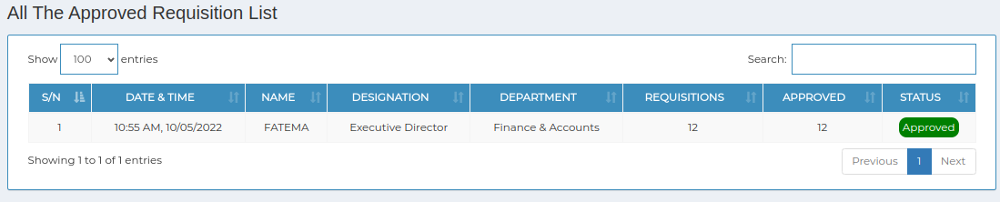 All The Approved Requisition List
Show 100 entries Search:
S/N DATE & TIME NAME DESIGNATION DEPARTMENT REQUISITIONS APPROVED STATUS
1 10:55 AM, 10/05/2022 FATEMA Executive Director Finance & Accounts 12 12 Approved
Showing 1 to 1 of 1 entries Previous 1 Next